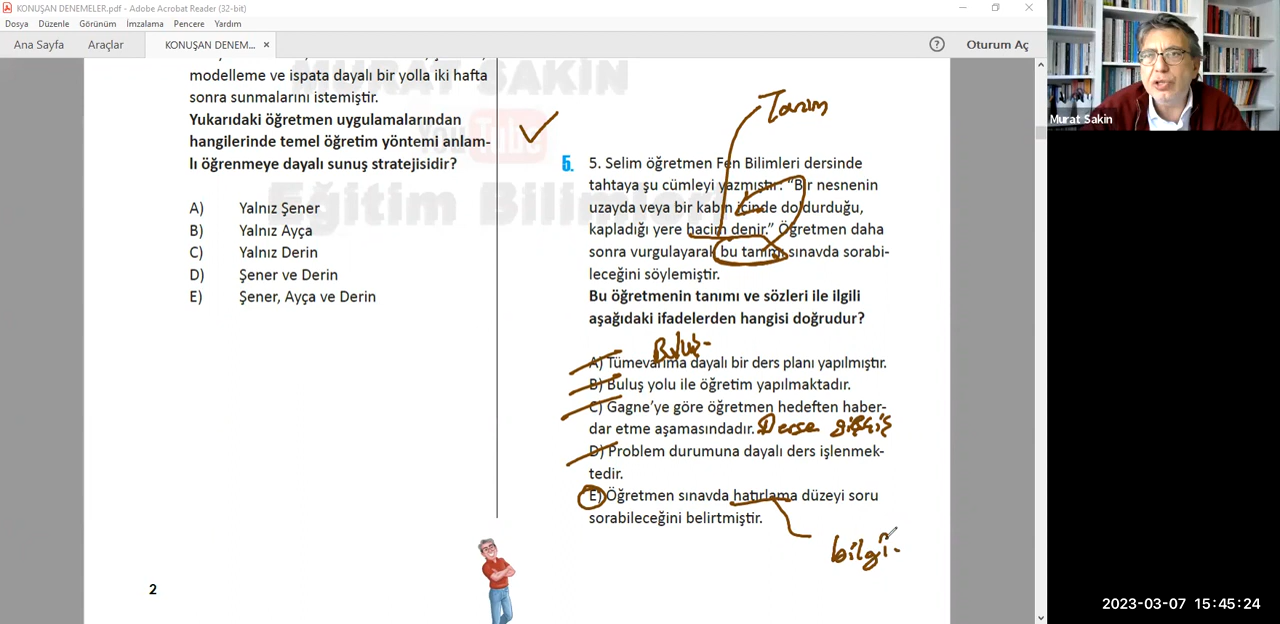 KONUŞAN DENEMELER.pdf - Adobe Acrobat Reader (32-bit)
Dosya Düzenle Görünüm İmzalama Pencere Yardım
Ana Sayfa Araçlar KONUŞAN DENEM... × Oturum Aç
modelleme ve ispata dayalı bir yolla iki hafta
sonra sunmalarını istemiştir.
Yukarıdaki öğretmen uygulamalarından
hangilerinde temel öğretim yöntemi anlam-
lı öğrenmeye dayalı sunuş stratejisidir?
A) Yalnız Şener
B) Yalnız Ayça
C) Yalnız Derin
D) Şener ve Derin
E) Şener, Ayça ve Derin
2
MURAT SAKİN
YouTube
Eğitim Bilimleri
Tanım
5. 5. Selim öğretmen Fen Bilimleri dersinde
tahtaya şu cümleyi yazmıştır. “Bir nesnenin
uzayda veya bir kabın içinde doldurduğu,
kapladığı yere hacim denir.” Öğretmen daha
sonra vurgulayarak bu tanımı sınavda sorabi-
leceğini söylemiştir.
Bu öğretmenin tanımı ve sözleri ile ilgili
aşağıdaki ifadelerden hangisi doğrudur?
Buluş-
A) Tümevarıma dayalı bir ders planı yapılmıştır.
B) Buluş yolu ile öğretim yapılmaktadır.
C) Gagne’ye göre öğretmen hedeften haber-
dar etme aşamasındadır. Derse
D) Problem durumuna dayalı ders işlenmek-
tedir.
E) Öğretmen sınavda hatırlama düzeyi soru
sorabileceğini belirtmiştir.
bilgi-
Murat Sakin
2023-03-07 15:45:24